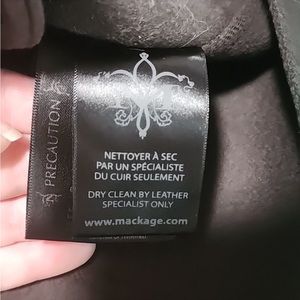 PRECAUTION
NETTOYER À SEC
PAR UN SPÉCIALISTE
DU CUIR SEULEMENT
DRY CLEAN BY LEATHER
SPECIALIST ONLY
www.mackage.com